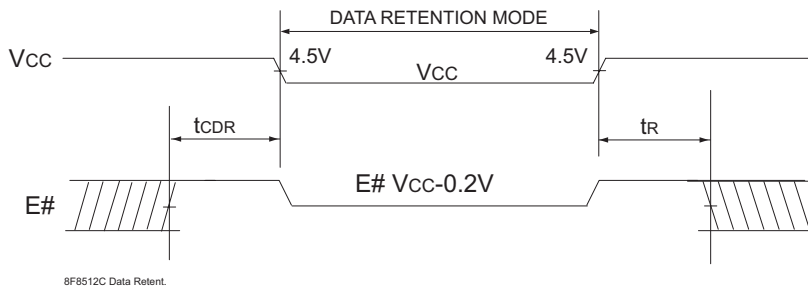 DATA RETENTION MODE
VCC
4.5V
VCC
4.5V
tCDR
tR
E#
E# VCC-0.2V
8F8512C Data Retent.